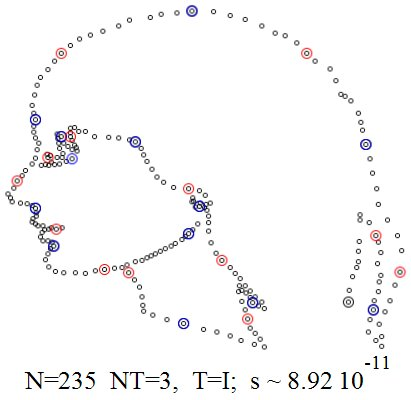 N=235 NT=3, T=I; s ~ 8.92 10^-11